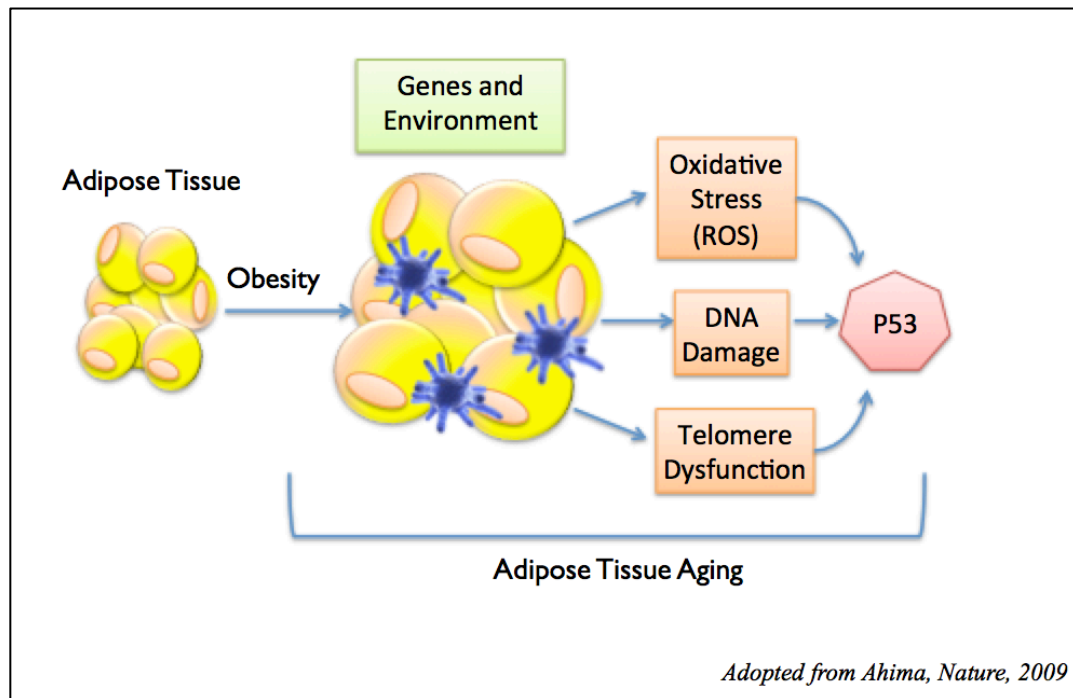 Genes and
Environment
Adipose Tissue
Obesity
Oxidative
Stress
(ROS)
DNA
Damage
Telomere
Dysfunction
P53
Adipose Tissue Aging
Adopted from Ahima, Nature, 2009